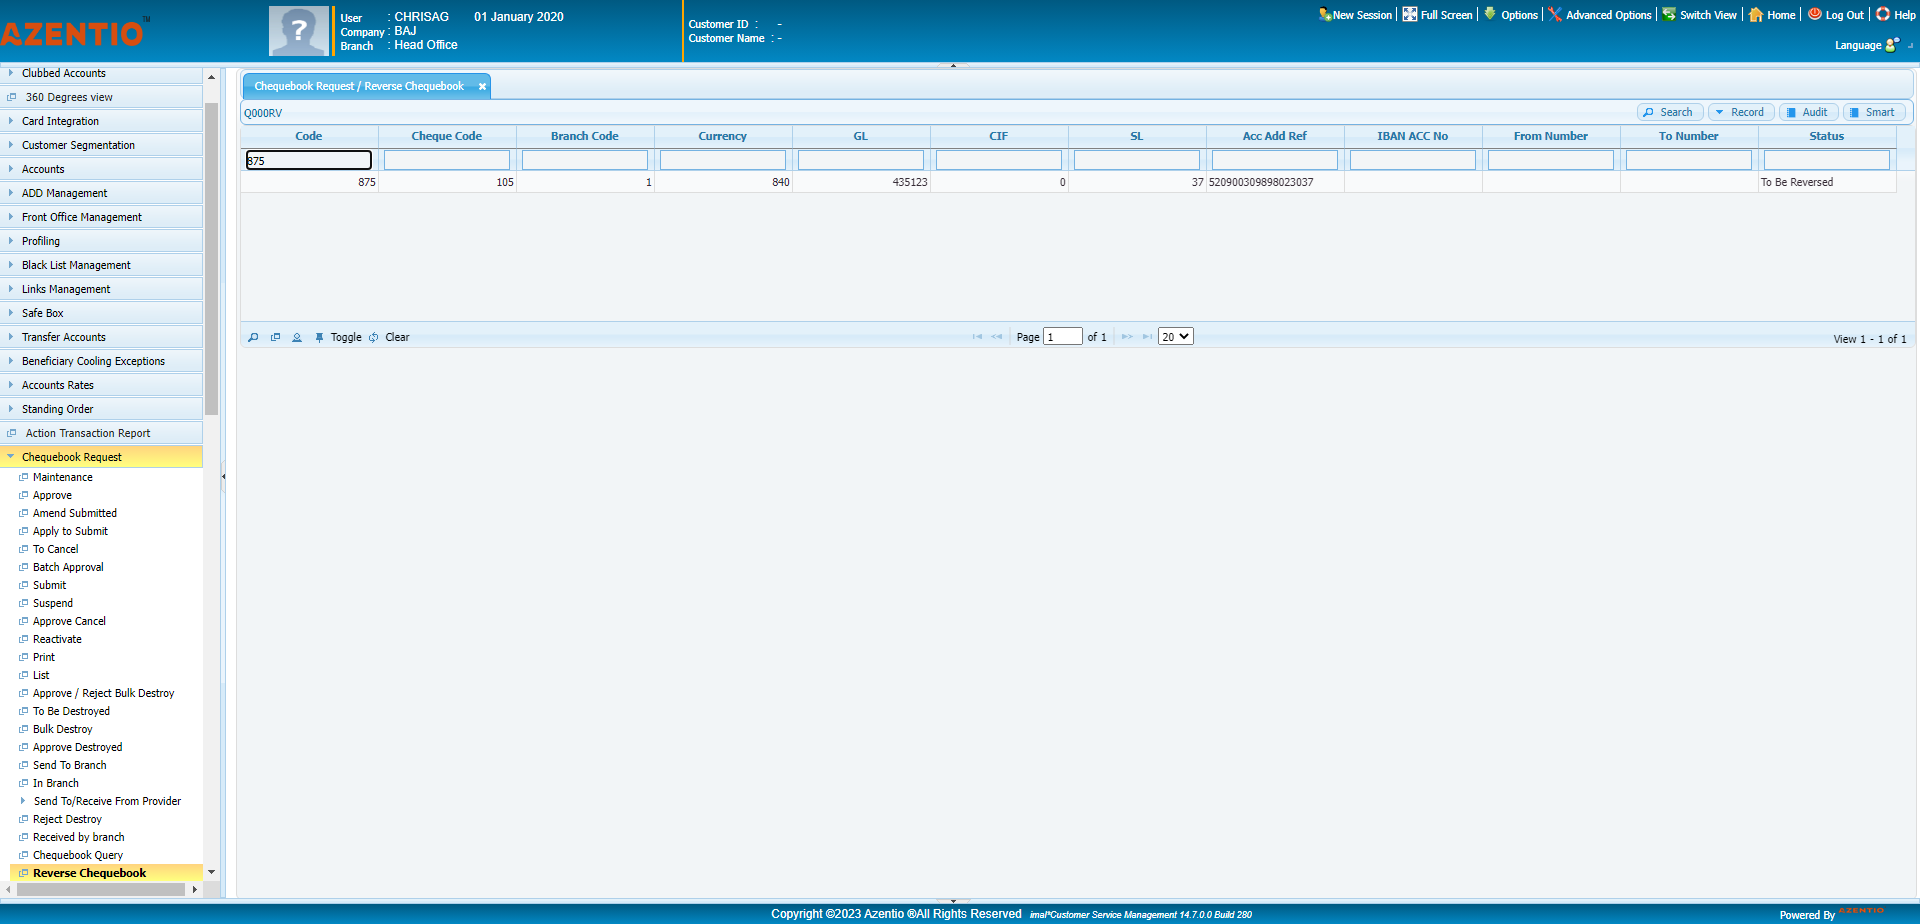 AZENTIO™
User : CHRISAG 01 January 2020
Company : BAJ
Branch : Head Office
Customer ID : -
Customer Name : -
New Session Full Screen Options Advanced Options Switch View Home Log Out Help
Language
Clubbed Accounts
360 Degrees view
Card Integration
Customer Segmentation
Accounts
ADD Management
Front Office Management
Profiling
Black List Management
Links Management
Safe Box
Transfer Accounts
Beneficiary Cooling Exceptions
Accounts Rates
Standing Order
Action Transaction Report
Chequebook Request
Maintenance
Approve
Amend Submitted
Apply to Submit
To Cancel
Batch Approval
Submit
Suspend
Approve Cancel
Reactivate
Print
List
Approve / Reject Bulk Destroy
To Be Destroyed
Bulk Destroy
Approve Destroyed
Send To Branch
In Branch
Send To/Receive From Provider
Reject Destroy
Received by branch
Chequebook Query
Reverse Chequebook
Chequebook Request / Reverse Chequebook
Q000RV
Search Record Audit Smart
Code Cheque Code Branch Code Currency GL CIF SL Acc Add Ref IBAN ACC No From Number To Number Status
875
875 105 1 840 435123 0 37 520900309898023037 To Be Reversed
Toggle Clear
Page 1 of 1 20
View 1 - 1 of 1
Copyright ©2023 Azentio ®All Rights Reserved imal*Customer Service Management 14.7.0.0 Build 280
Powered By AZENTIO